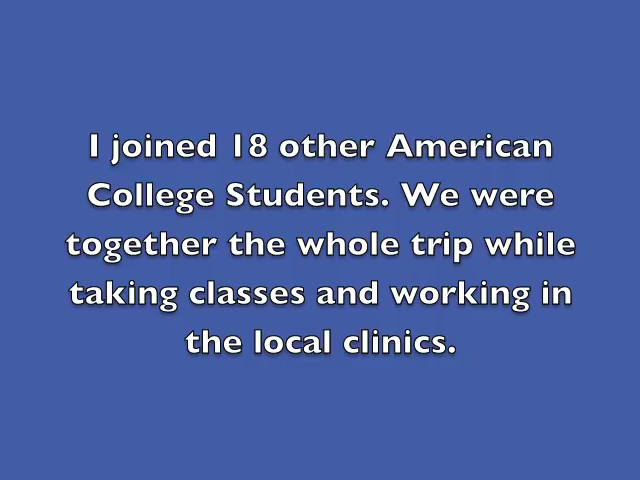 I joined 18 other American
College Students. We were
together the whole trip while
taking classes and working in
the local clinics.